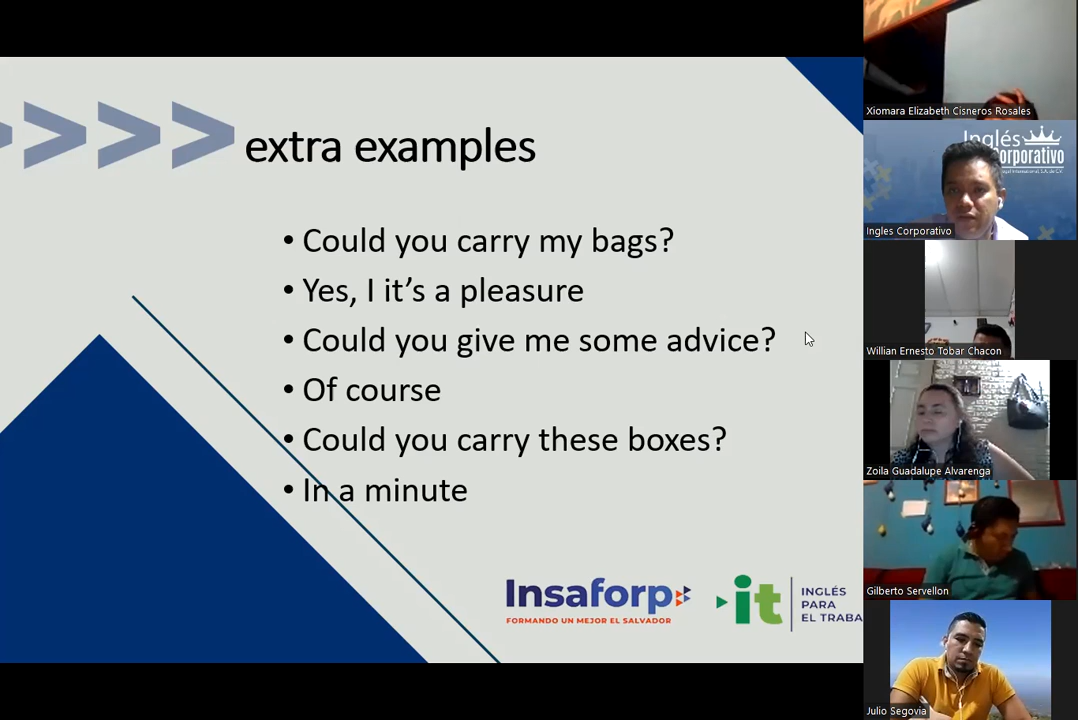 extra examples
• Could you carry my bags?
• Yes, I it's a pleasure
• Could you give me some advice?
• Of course
• Could you carry these boxes?
• In a minute
Insaforp
FORMANDO UN MEJOR EL SALVADOR
it
INGLÉS
PARA
EL TRABA
Xiomara Elizabeth Cisneros Rosales
Inglés
Corporativo
Ingles Corporativo
Willian Ernesto Tobar Chacon
Zoila Guadalupe Alvarenga
Gilberto Servellon
Julio Segovia